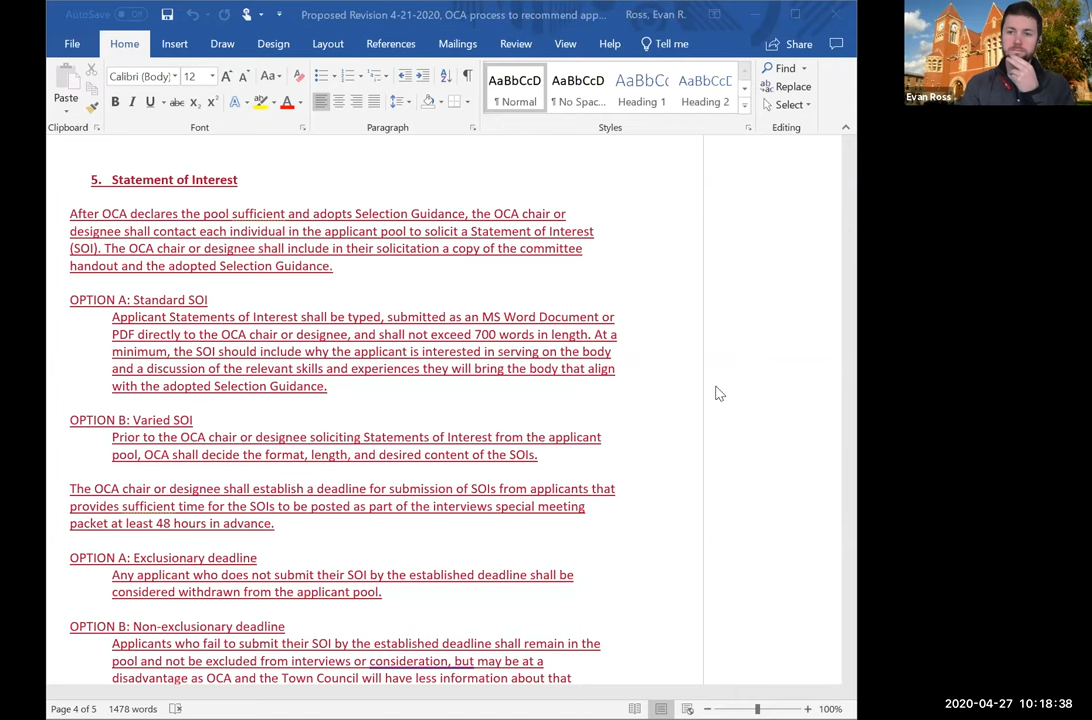 AutoSave Off Proposed Revision 4-21-2020, OCA process to recommend app... Ross, Evan R.
File Home Insert Draw Design Layout References Mailings Review View Help Tell me Share
Paste
Calibri (Body) 12 A A Aa
B I U abc x₂ x² A A
AaBbCcD AaBbCcD AaBbCc AaBbCcD
¶ Normal ¶ No Spac... Heading 1 Heading 2
Find
Replace
Select
Clipboard Font Paragraph Styles Editing
Evan Ross
5. Statement of Interest
After OCA declares the pool sufficient and adopts Selection Guidance, the OCA chair or
designee shall contact each individual in the applicant pool to solicit a Statement of Interest
(SOI). The OCA chair or designee shall include in their solicitation a copy of the committee
handout and the adopted Selection Guidance.
OPTION A: Standard SOI
Applicant Statements of Interest shall be typed, submitted as an MS Word Document or
PDF directly to the OCA chair or designee, and shall not exceed 700 words in length. At a
minimum, the SOI should include why the applicant is interested in serving on the body
and a discussion of the relevant skills and experiences they will bring the body that align
with the adopted Selection Guidance.
OPTION B: Varied SOI
Prior to the OCA chair or designee soliciting Statements of Interest from the applicant
pool, OCA shall decide the format, length, and desired content of the SOIs.
The OCA chair or designee shall establish a deadline for submission of SOIs from applicants that
provides sufficient time for the SOIs to be posted as part of the interviews special meeting
packet at least 48 hours in advance.
OPTION A: Exclusionary deadline
Any applicant who does not submit their SOI by the established deadline shall be
considered withdrawn from the applicant pool.
OPTION B: Non-exclusionary deadline
Applicants who fail to submit their SOI by the established deadline shall remain in the
pool and not be excluded from interviews or consideration, but may be at a
disadvantage as OCA and the Town Council will have less information about that
Page 4 of 5 1478 words 100%
2020-04-27 10:18:38